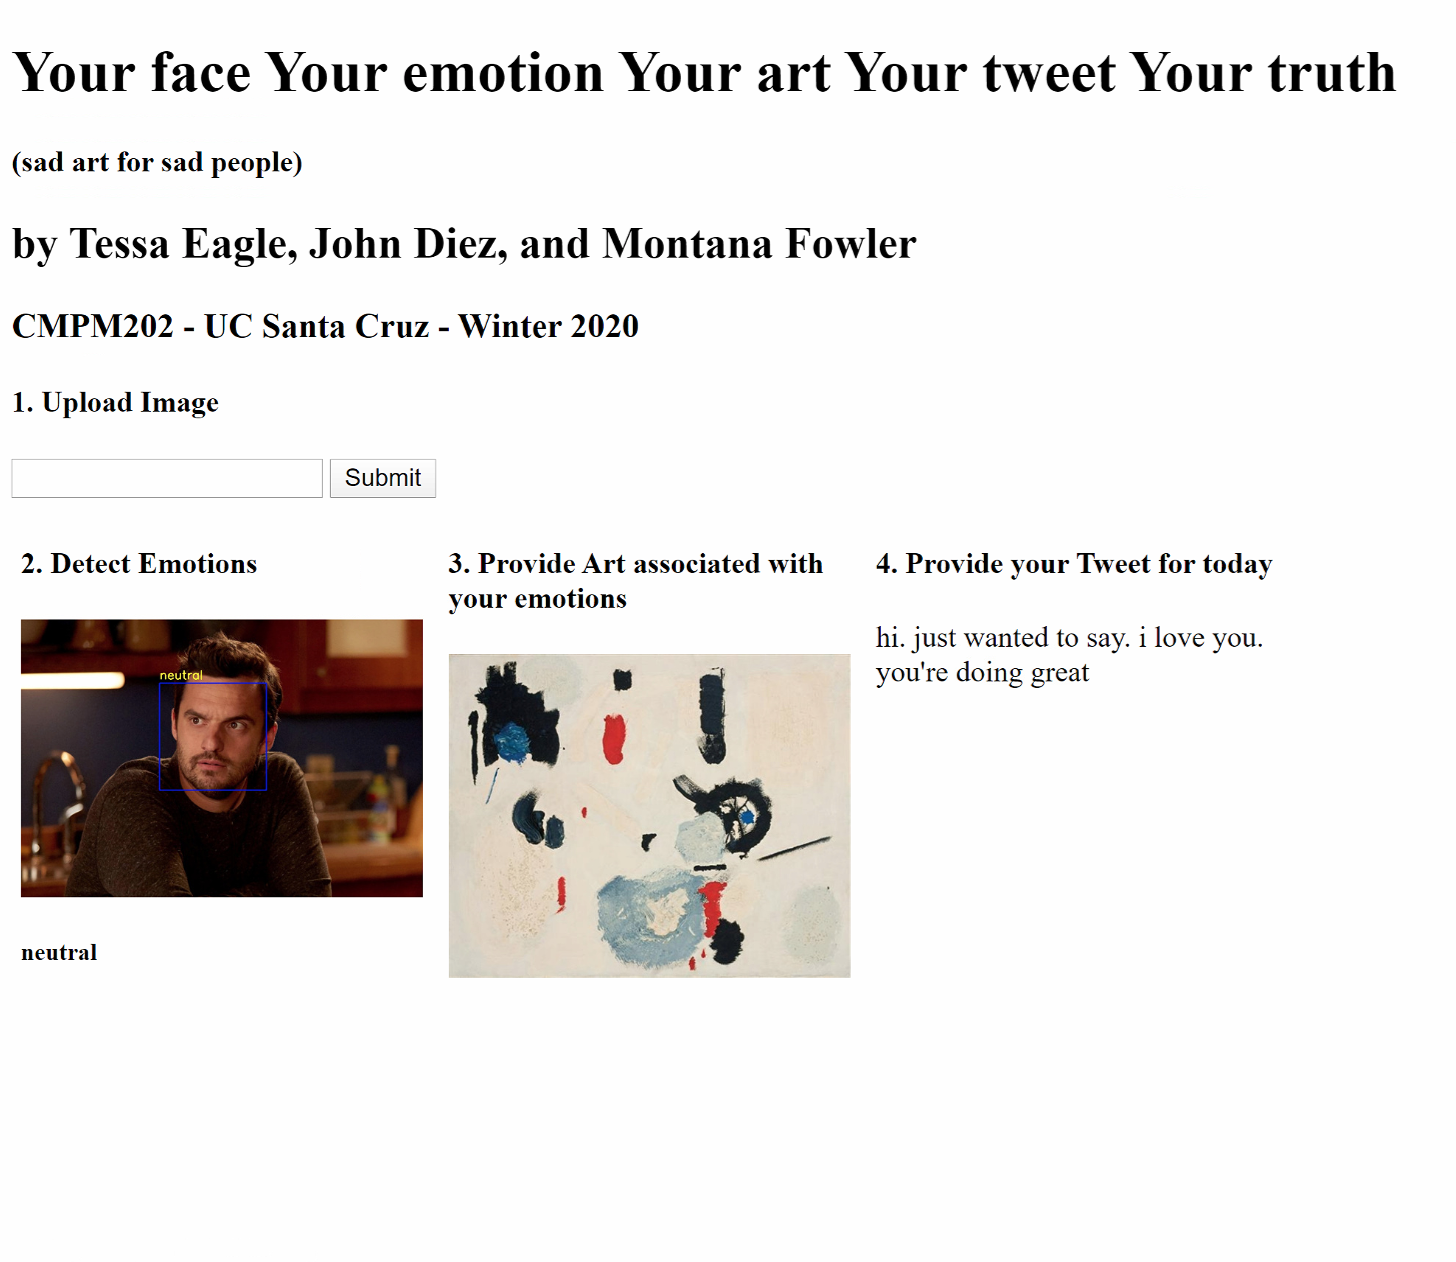 Your face Your emotion Your art Your tweet Your truth
(sad art for sad people)
by Tessa Eagle, John Diez, and Montana Fowler
CMPM202 - UC Santa Cruz - Winter 2020
1. Upload Image
Submit
2. Detect Emotions
neutral
neutral
3. Provide Art associated with
your emotions
4. Provide your Tweet for today
hi. just wanted to say. i love you.
you're doing great